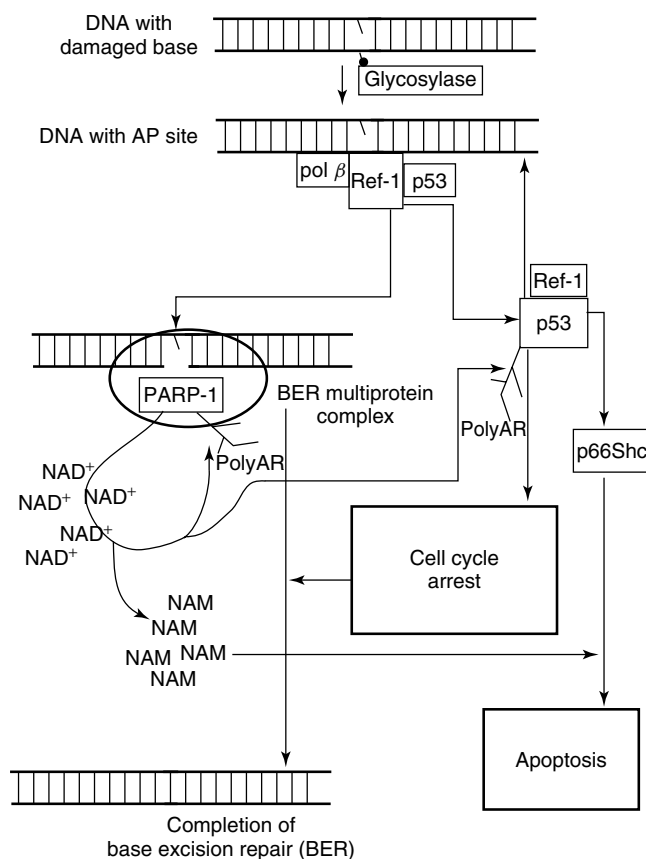 DNA with
damaged base
Glycosylase
DNA with AP site
pol β
Ref-1
p53
Ref-1
p53
PARP-1
BER multiprotein
complex
PolyAR
PolyAR
p66Shc
NAD⁺
NAD⁺
NAD⁺
NAD⁺
NAD⁺
Cell cycle
arrest
NAM
NAM
NAM
NAM
NAM
Apoptosis
Completion of
base excision repair (BER)